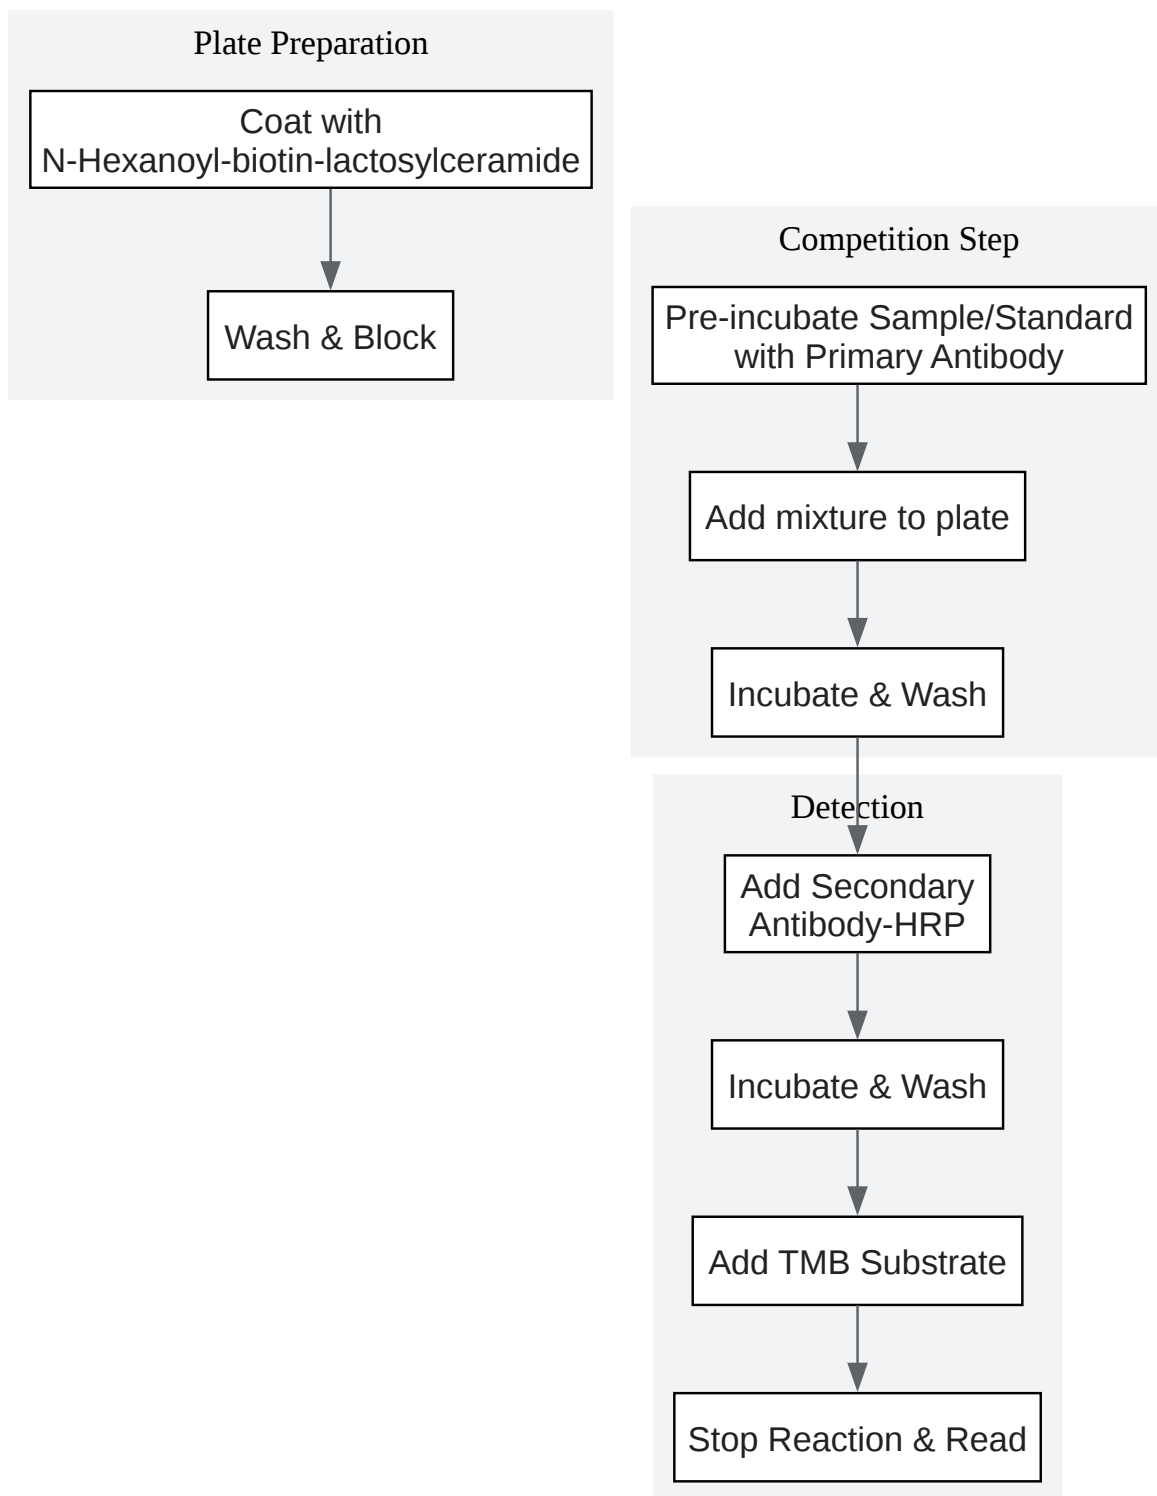 Plate Preparation
Coat with
N-Hexanoyl-biotin-lactosylceramide
Wash & Block
Competition Step
Pre-incubate Sample/Standard
with Primary Antibody
Add mixture to plate
Incubate & Wash
Detection
Add Secondary
Antibody-HRP
Incubate & Wash
Add TMB Substrate
Stop Reaction & Read